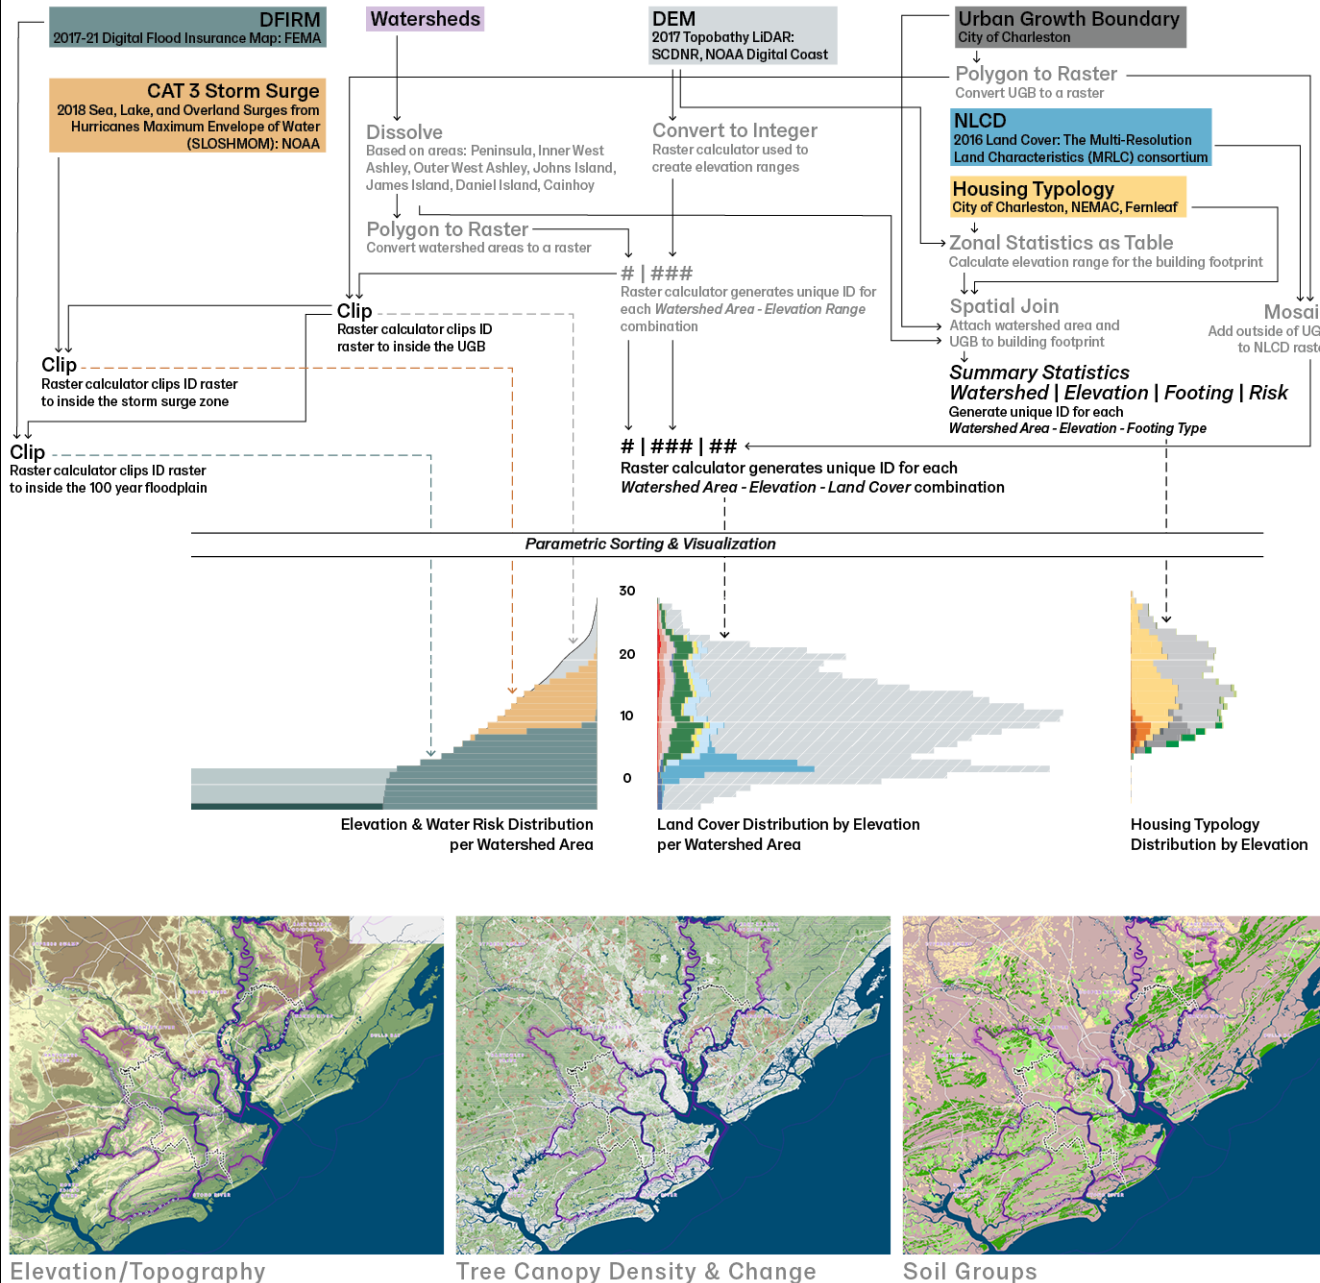 DFIRM
2017-21 Digital Flood Insurance Map: FEMA
CAT 3 Storm Surge
2018 Sea, Lake, and Overland Surges from
Hurricanes Maximum Envelope of Water
(SLOSHMOM): NOAA
Watersheds
Dissolve
Based on areas: Peninsula, Inner West
Ashley, Outer West Ashley, Johns Island,
James Island, Daniel Island, Cainhoy
Polygon to Raster
Convert watershed areas to a raster
DEM
2017 Topobathy LiDAR:
SCDNR, NOAA Digital Coast
Convert to Integer
Raster calculator used to
create elevation ranges
# | ###
Raster calculator generates unique ID for
each Watershed Area - Elevation Range
combination
Urban Growth Boundary
City of Charleston
Polygon to Raster
Convert UGB to a raster
NLCD
2016 Land Cover: The Multi-Resolution
Land Characteristics (MRLC) consortium
Housing Typology
City of Charleston, NEMAC, Fernleaf
Zonal Statistics as Table
Calculate elevation range for the building footprint
Spatial Join
Attach watershed area and
UGB to building footprint
Mosai
Add outside of UG
to NLCD raste
Summary Statistics
Watershed | Elevation | Footing | Risk
Generate unique ID for each
Watershed Area - Elevation - Footing Type
Clip
Raster calculator clips ID
raster to inside the UGB
Clip
Raster calculator clips ID raster
to inside the storm surge zone
Clip
Raster calculator clips ID raster
to inside the 100 year floodplain
# | ### | ##
Raster calculator generates unique ID for each
Watershed Area - Elevation - Land Cover combination
Parametric Sorting & Visualization
30
20
10
0
Elevation & Water Risk Distribution
per Watershed Area
Land Cover Distribution by Elevation
per Watershed Area
Housing Typology
Distribution by Elevation
STONO RIVER
Elevation/Topography
Tree Canopy Density & Change
Soil Groups